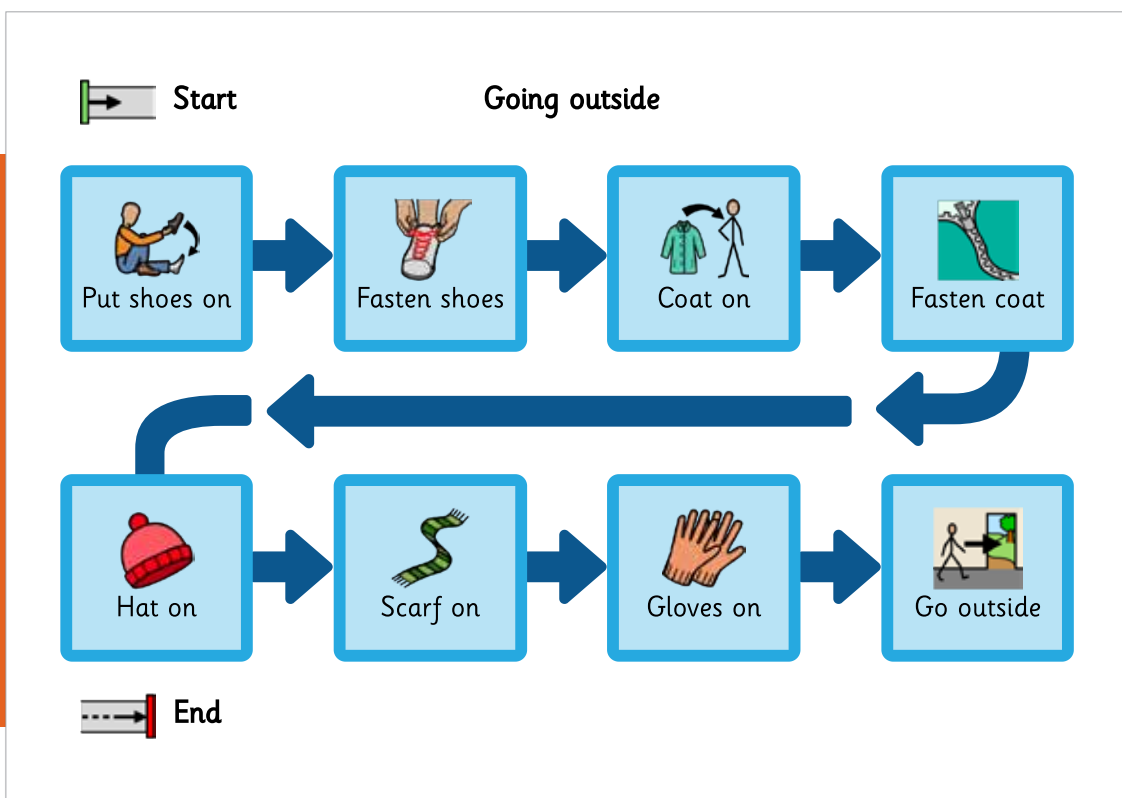 Start
Going outside
Put shoes on
Fasten shoes
Coat on
Fasten coat
Hat on
Scarf on
Gloves on
Go outside
End